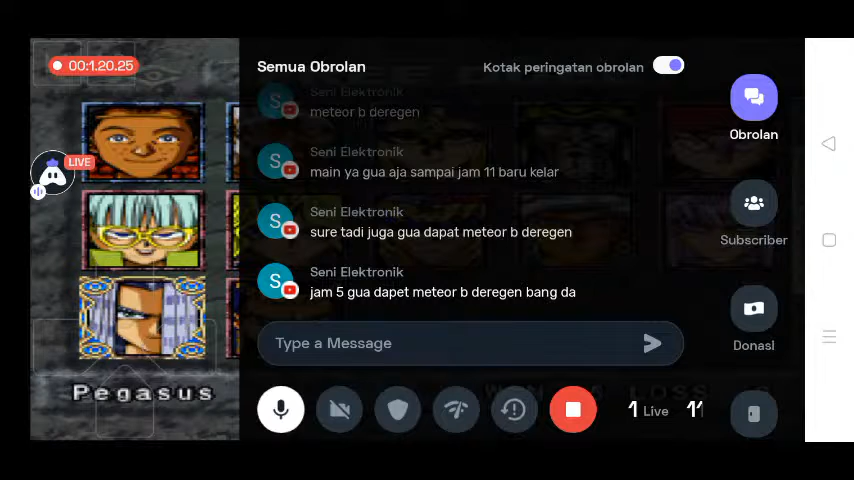 00:1.20.25
Semua Obrolan
Kotak peringatan obrolan
Seni Elektronik
meteor b deregen
Seni Elektronik
main ya gua aja sampai jam 11 baru kelar
Seni Elektronik
sure tadi juga gua dapat meteor b deregen
Seni Elektronik
jam 5 gua dapet meteor b deregen bang da
Type a Message
LIVE
Obrolan
Subscriber
Donasi
Pegasus
1 Live